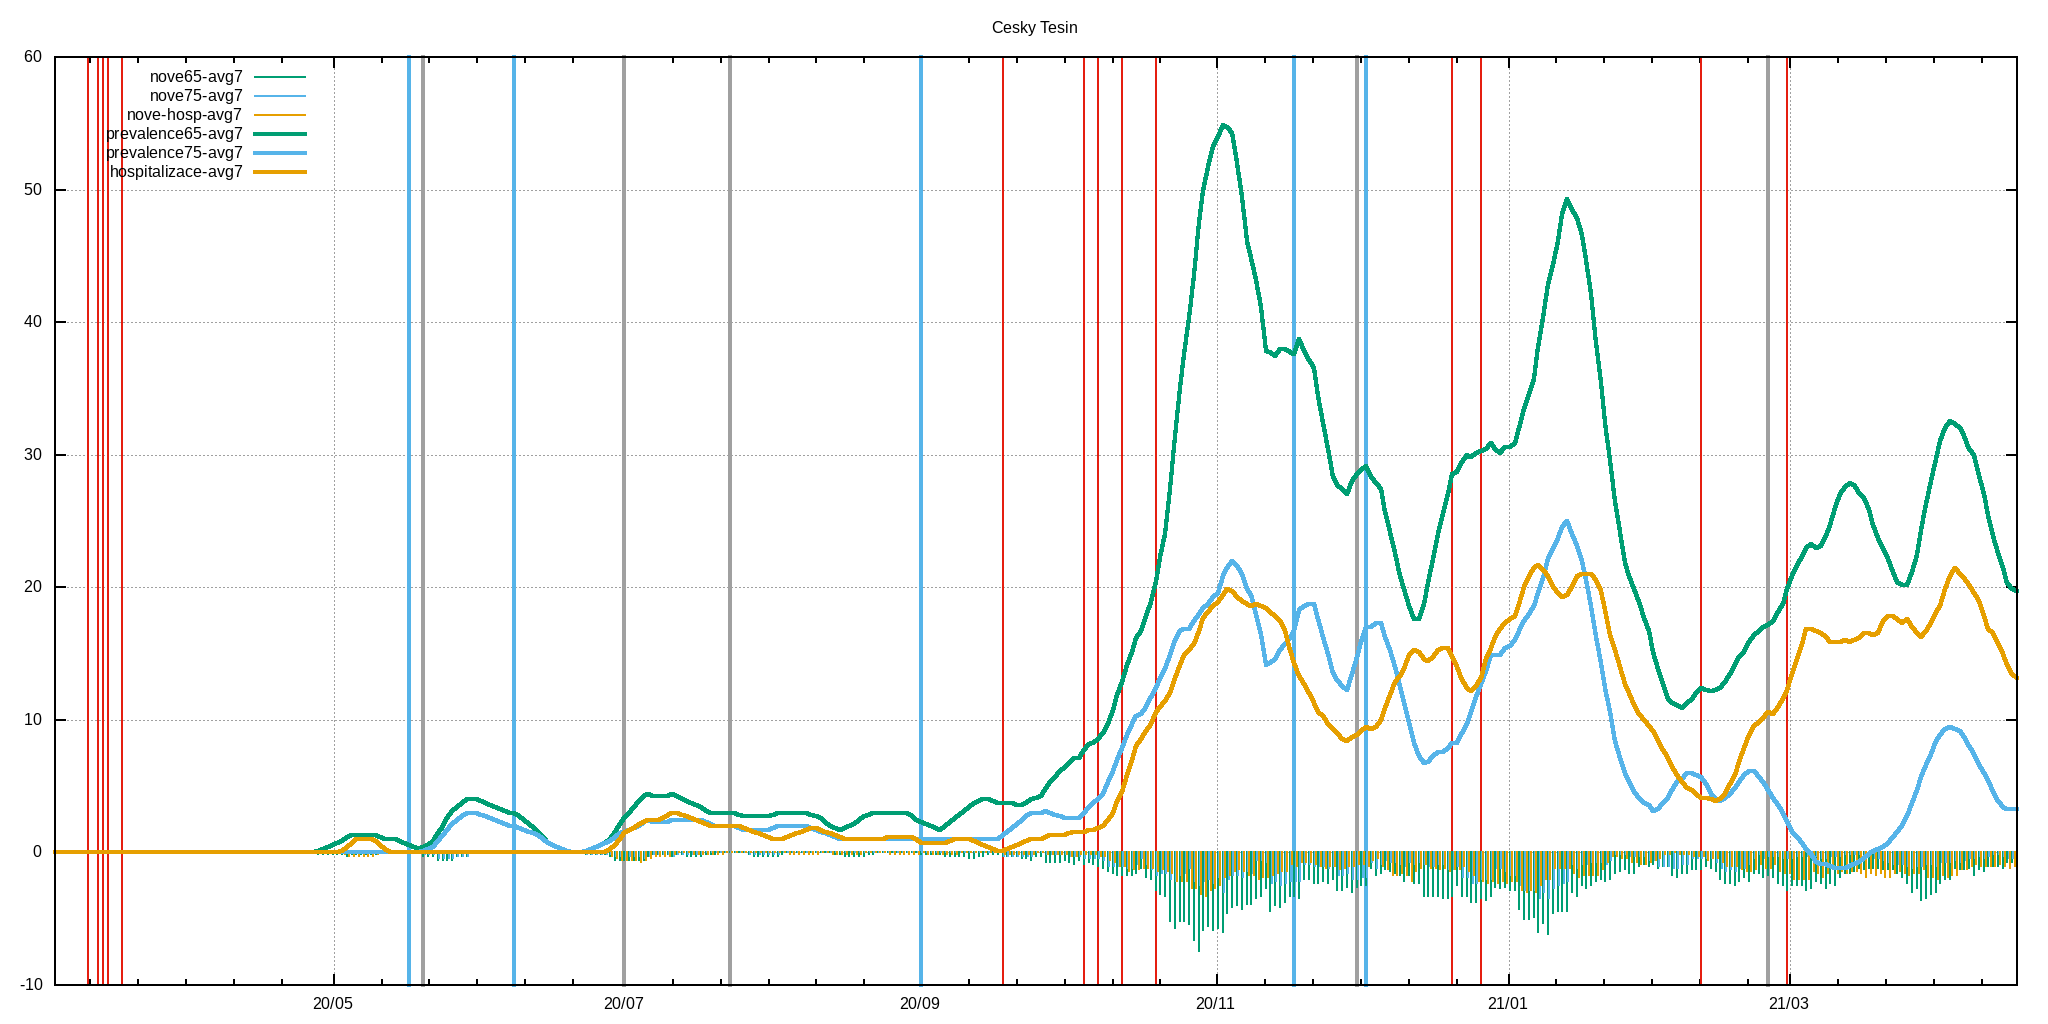 Cesky Tesin
60
nove65-avg7
nove75-avg7
nove-hosp-avg7
prevalence65-avg7
prevalence75-avg7
hospitalizace-avg7
50
40
30
20
10
0
-10
20/05 20/07 20/09 20/11 21/01 21/03